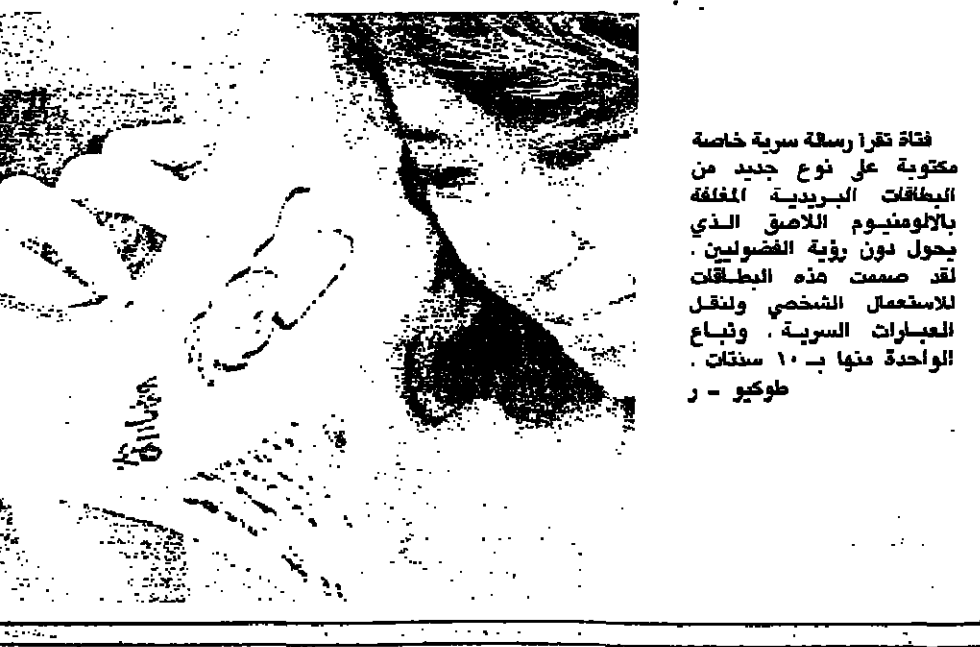 فتاة تقرا رسالة سرية خاصة
مكتوبة على نوع جديد من
البطاقات البريدية المغلفة
بالالومنيوم اللاصق الذي
يحول دون رؤية الفضوليين .
لقد صممت هذه البطاقات
للاستعمال الشخصي ولنقل
العبارات السرية . وتباع
الواحدة منها بـ ١٠ سنتات .
طوكيو - ر